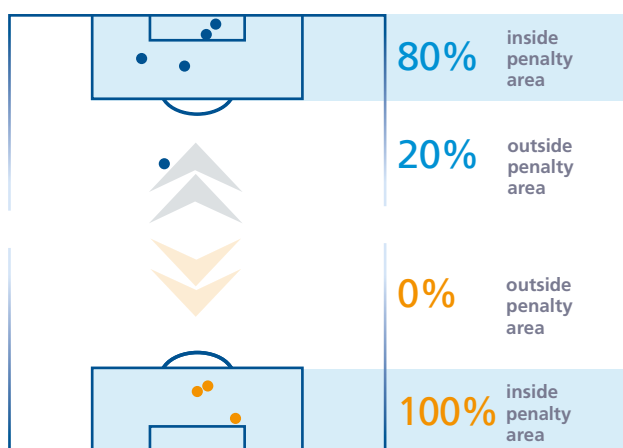 80%
inside
penalty
area
20%
outside
penalty
area
0%
outside
penalty
area
100%
inside
penalty
area